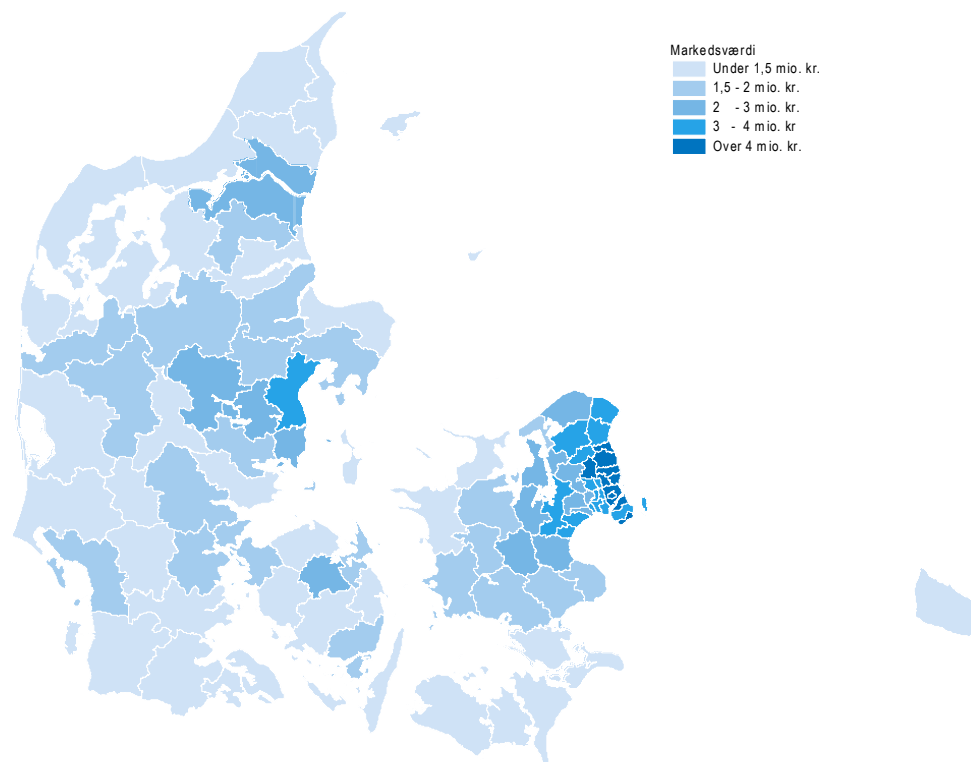 Markedsværdi
Under 1,5 mio. kr.
1,5 - 2 mio. kr.
2 - 3 mio. kr.
3 - 4 mio. kr
Over 4 mio. kr.